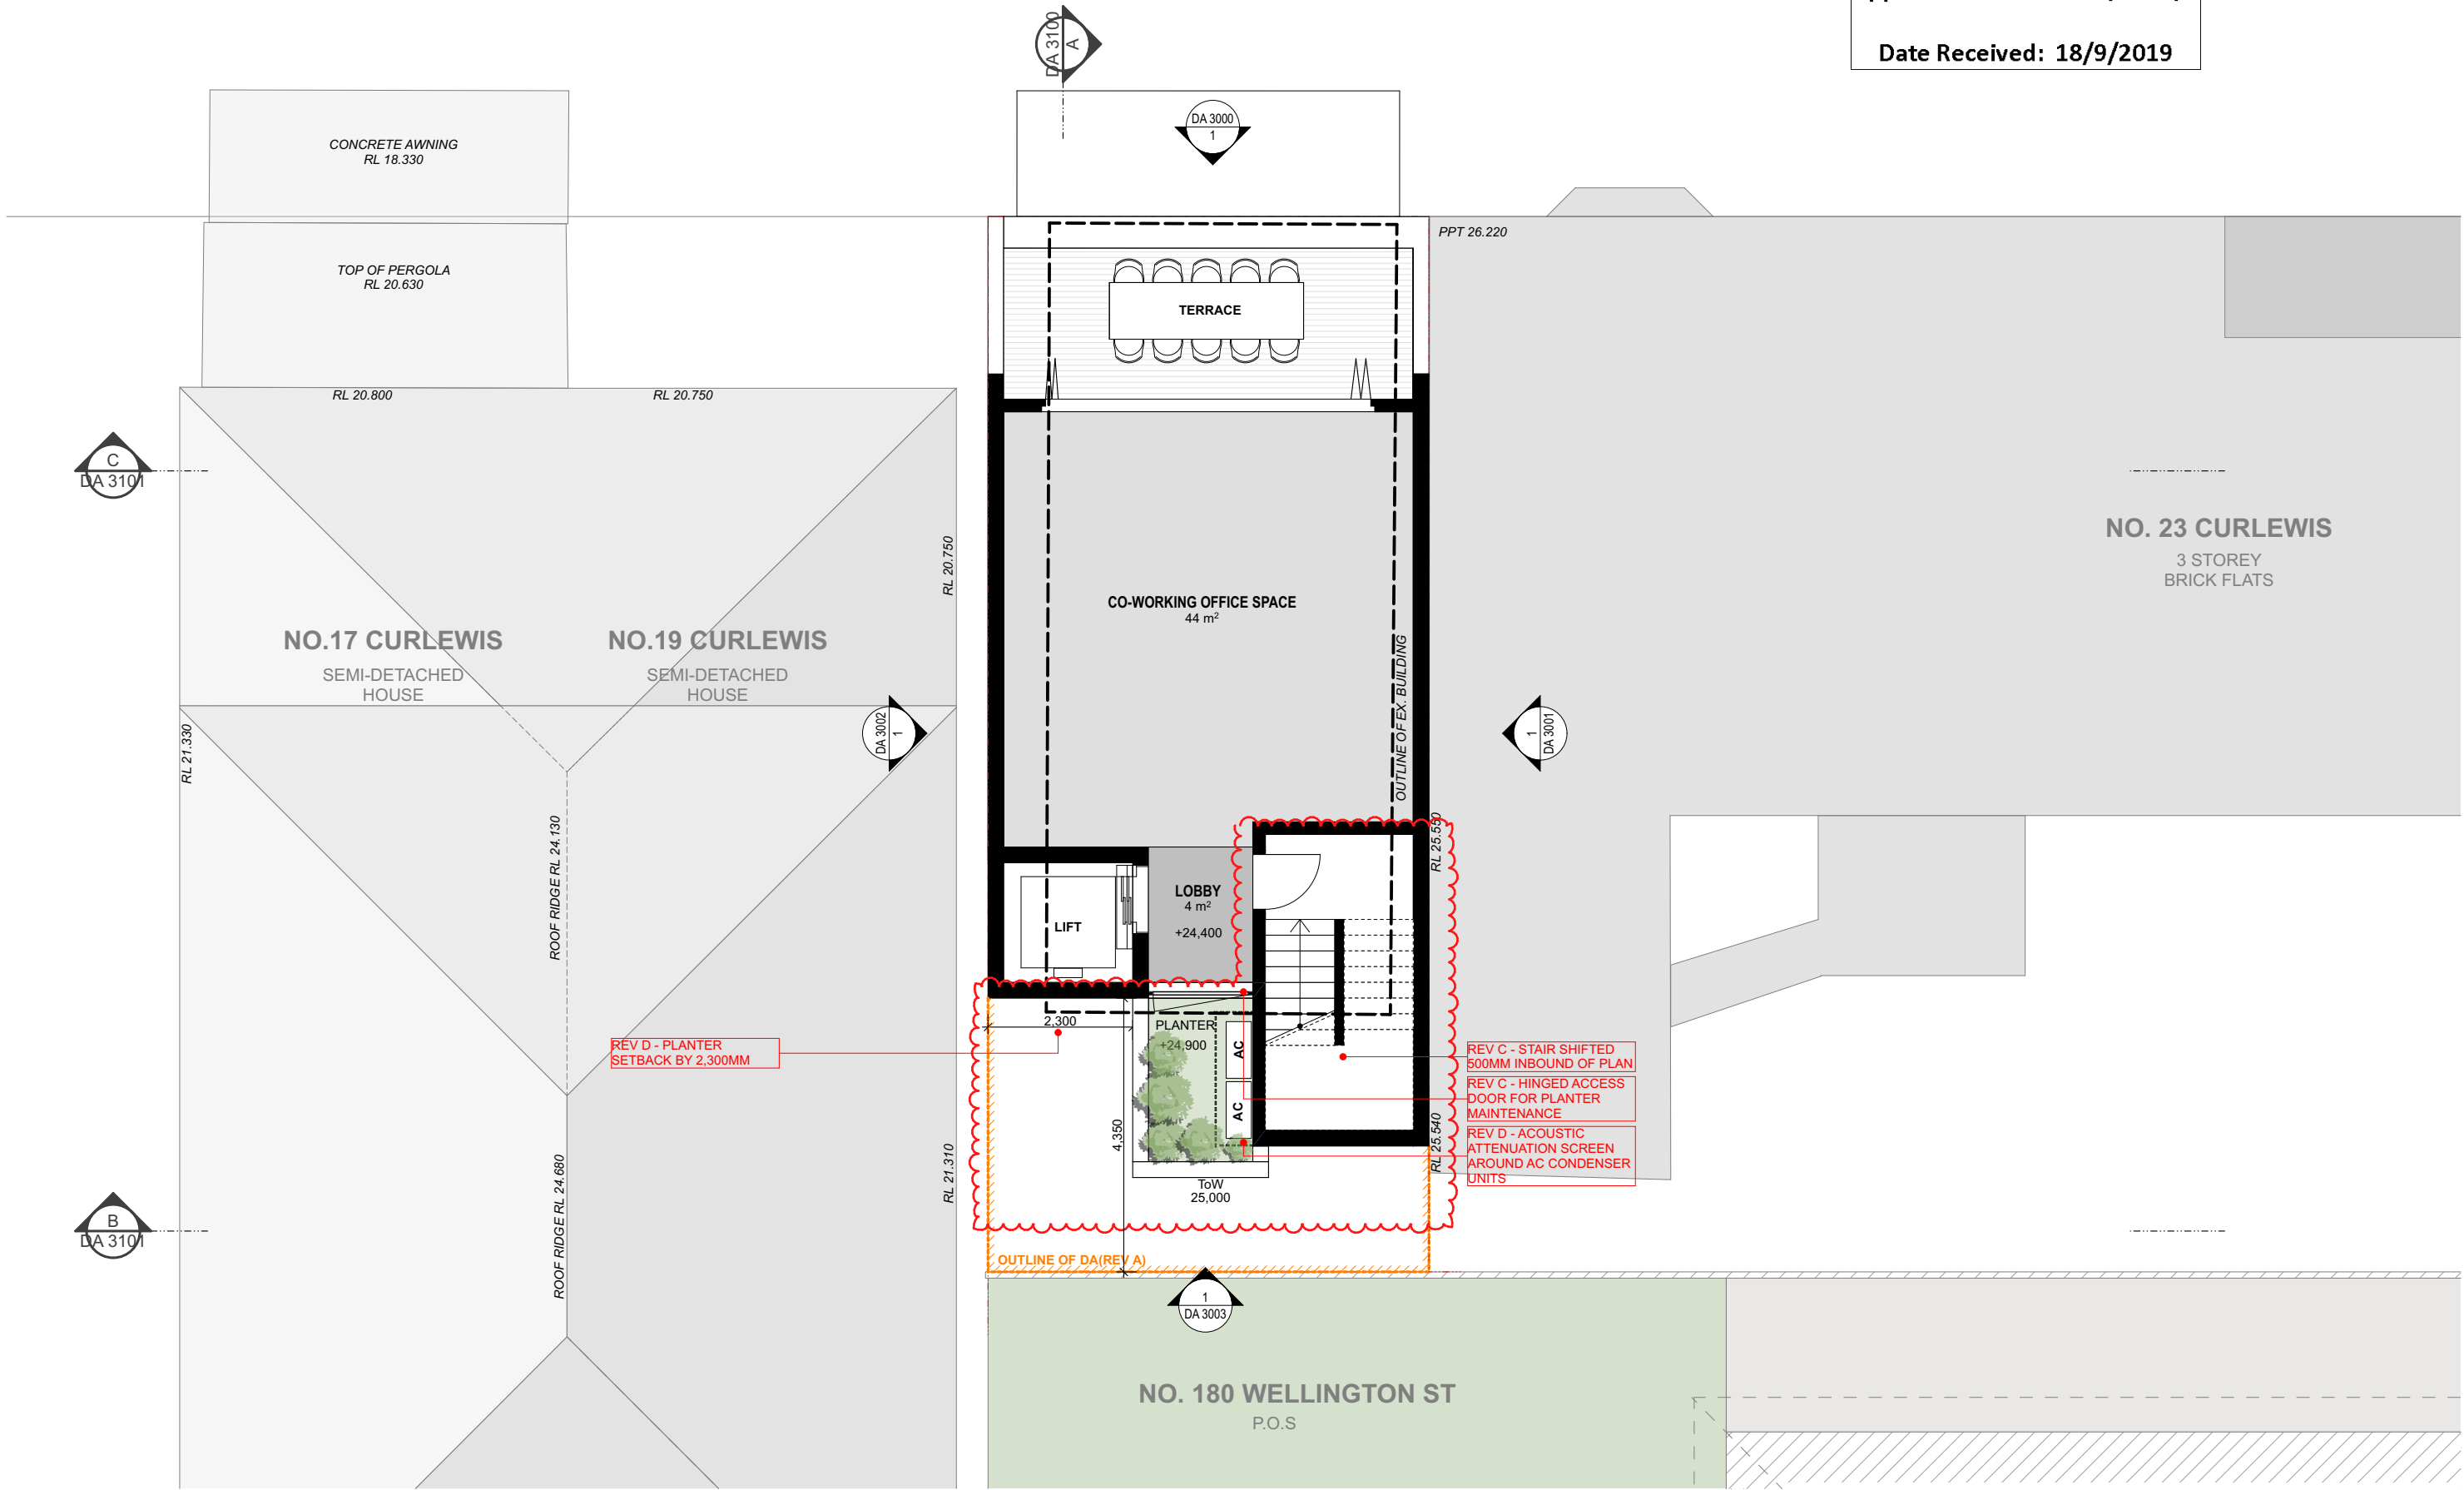 Date Received: 18/9/2019
DA 3100
A
DA 3000
1
CONCRETE AWNING
RL 18.330
TOP OF PERGOLA
RL 20.630
PPT 26.220
TERRACE
RL 20.800
RL 20.750
C
DA 3101
RL 20.750
NO. 23 CURLEWIS
3 STOREY
BRICK FLATS
CO-WORKING OFFICE SPACE
44 m²
NO.17 CURLEWIS
SEMI-DETACHED
HOUSE
NO.19 CURLEWIS
SEMI-DETACHED
HOUSE
OUTLINE OF EX. BUILDING
RL 21.330
DA 3002
1
1
DA 3001
ROOF RIDGE RL 24.130
RL 25.550
LOBBY
4 m²
+24,400
LIFT
2,300
PLANTER
+24,900
AC
AC
REV D - PLANTER
SETBACK BY 2,300MM
REV C - STAIR SHIFTED
500MM INBOUND OF PLAN
REV C - HINGED ACCESS
DOOR FOR PLANTER
MAINTENANCE
REV D - ACOUSTIC
ATTENUATION SCREEN
AROUND AC CONDENSER
UNITS
4,350
RL 25.540
RL 21.310
ROOF RIDGE RL 24.680
ToW
25,000
B
DA 3101
OUTLINE OF DA(REV A)
1
DA 3003
NO. 180 WELLINGTON ST
P.O.S